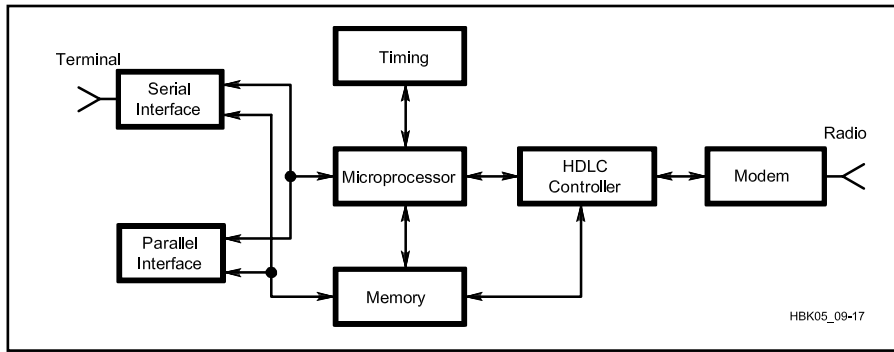 Timing
Terminal
Serial
Interface
Radio
Microprocessor
HDLC
Controller
Modem
Parallel
Interface
Memory
HBK05_09-17